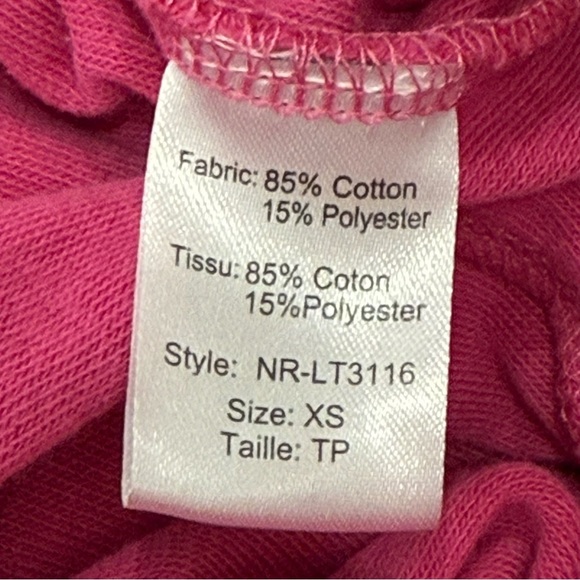 Fabric: 85% Cotton
15% Polyester
Tissu: 85% Coton
15%Polyester
Style: NR-LT3116
Size: XS
Taille: TP